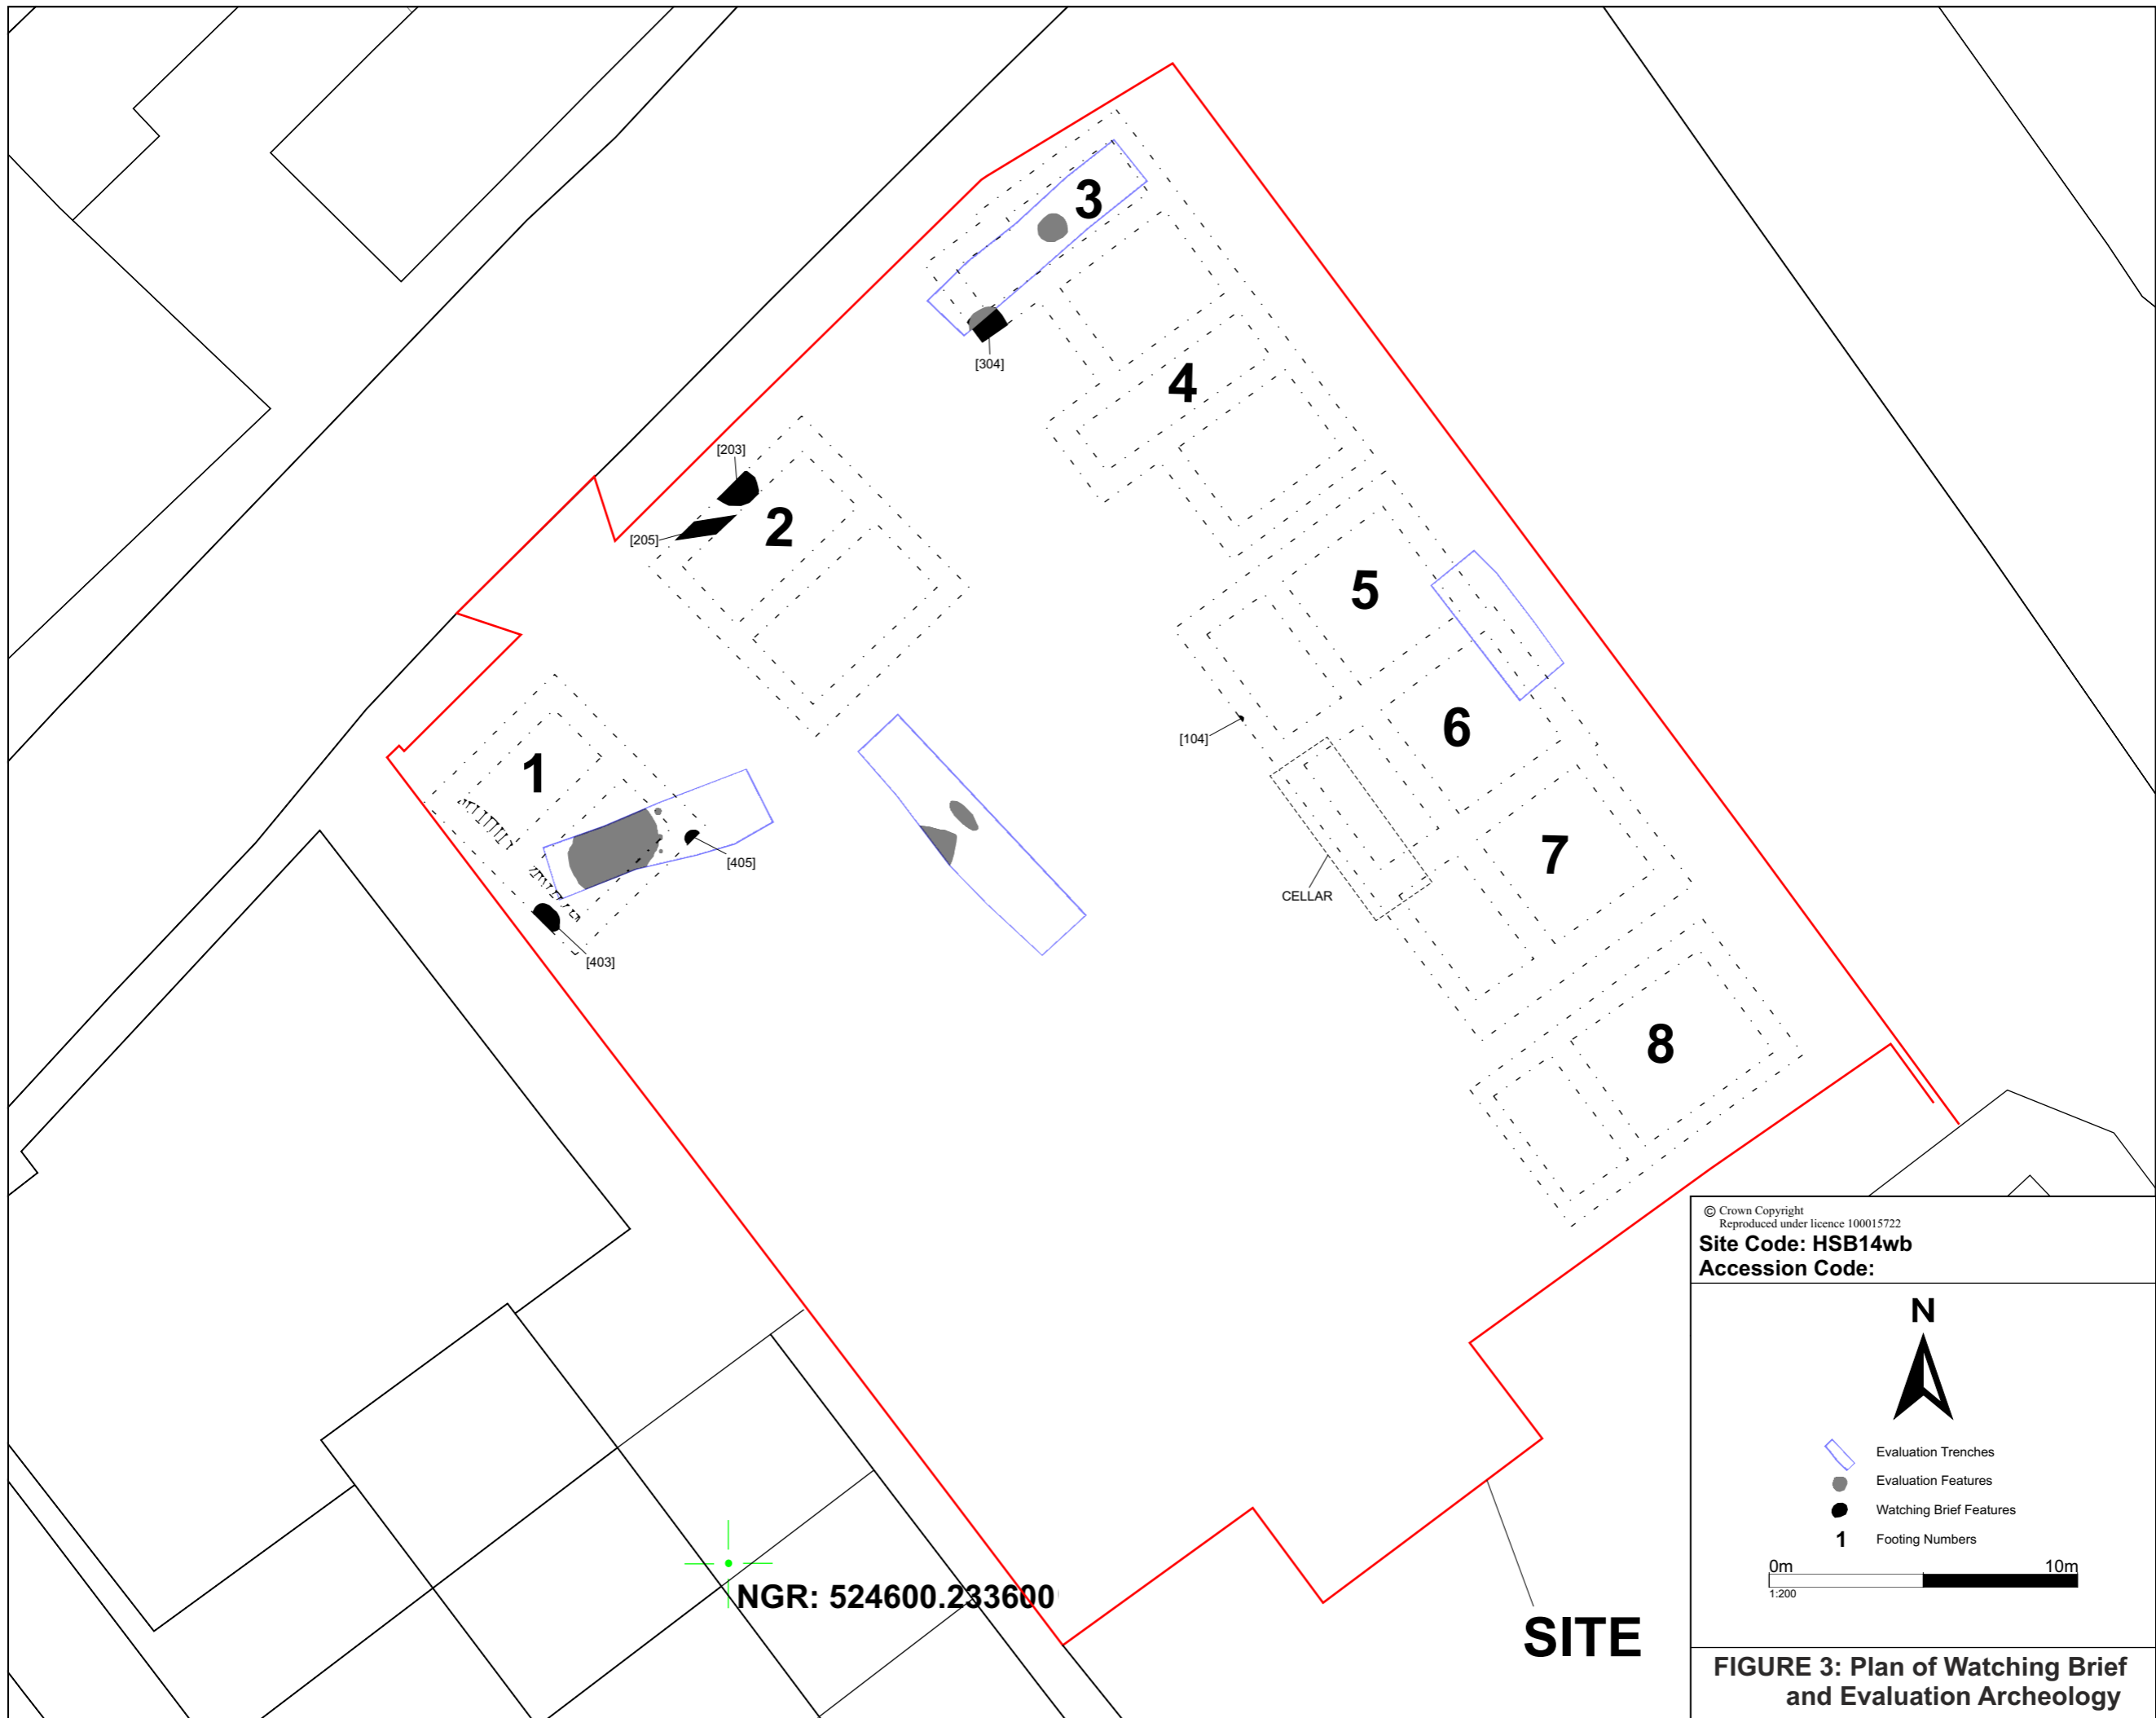 3
[304]
4
[203]
2
[205]
5
6
[104]
1
7
[405]
CELLAR
[403]
8
© Crown Copyright
Reproduced under licence 100015722
Site Code: HSB14wb
Accession Code:
N
Evaluation Trenches
Evaluation Features
Watching Brief Features
1 Footing Numbers
0m 10m
1:200
NGR: 524600.233600
SITE
FIGURE 3: Plan of Watching Brief
and Evaluation Archeology